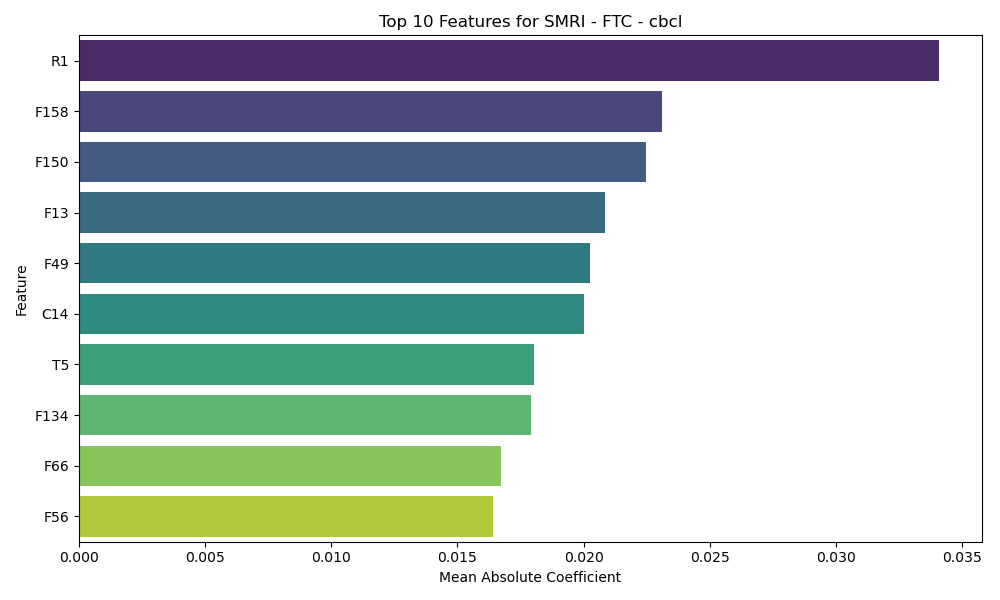 Top 10 Features for SMRI - FTC - cbcl
Feature
R1
F158
F150
F13
F49
C14
T5
F134
F66
F56
0.000 0.005 0.010 0.015 0.020 0.025 0.030 0.035
Mean Absolute Coefficient